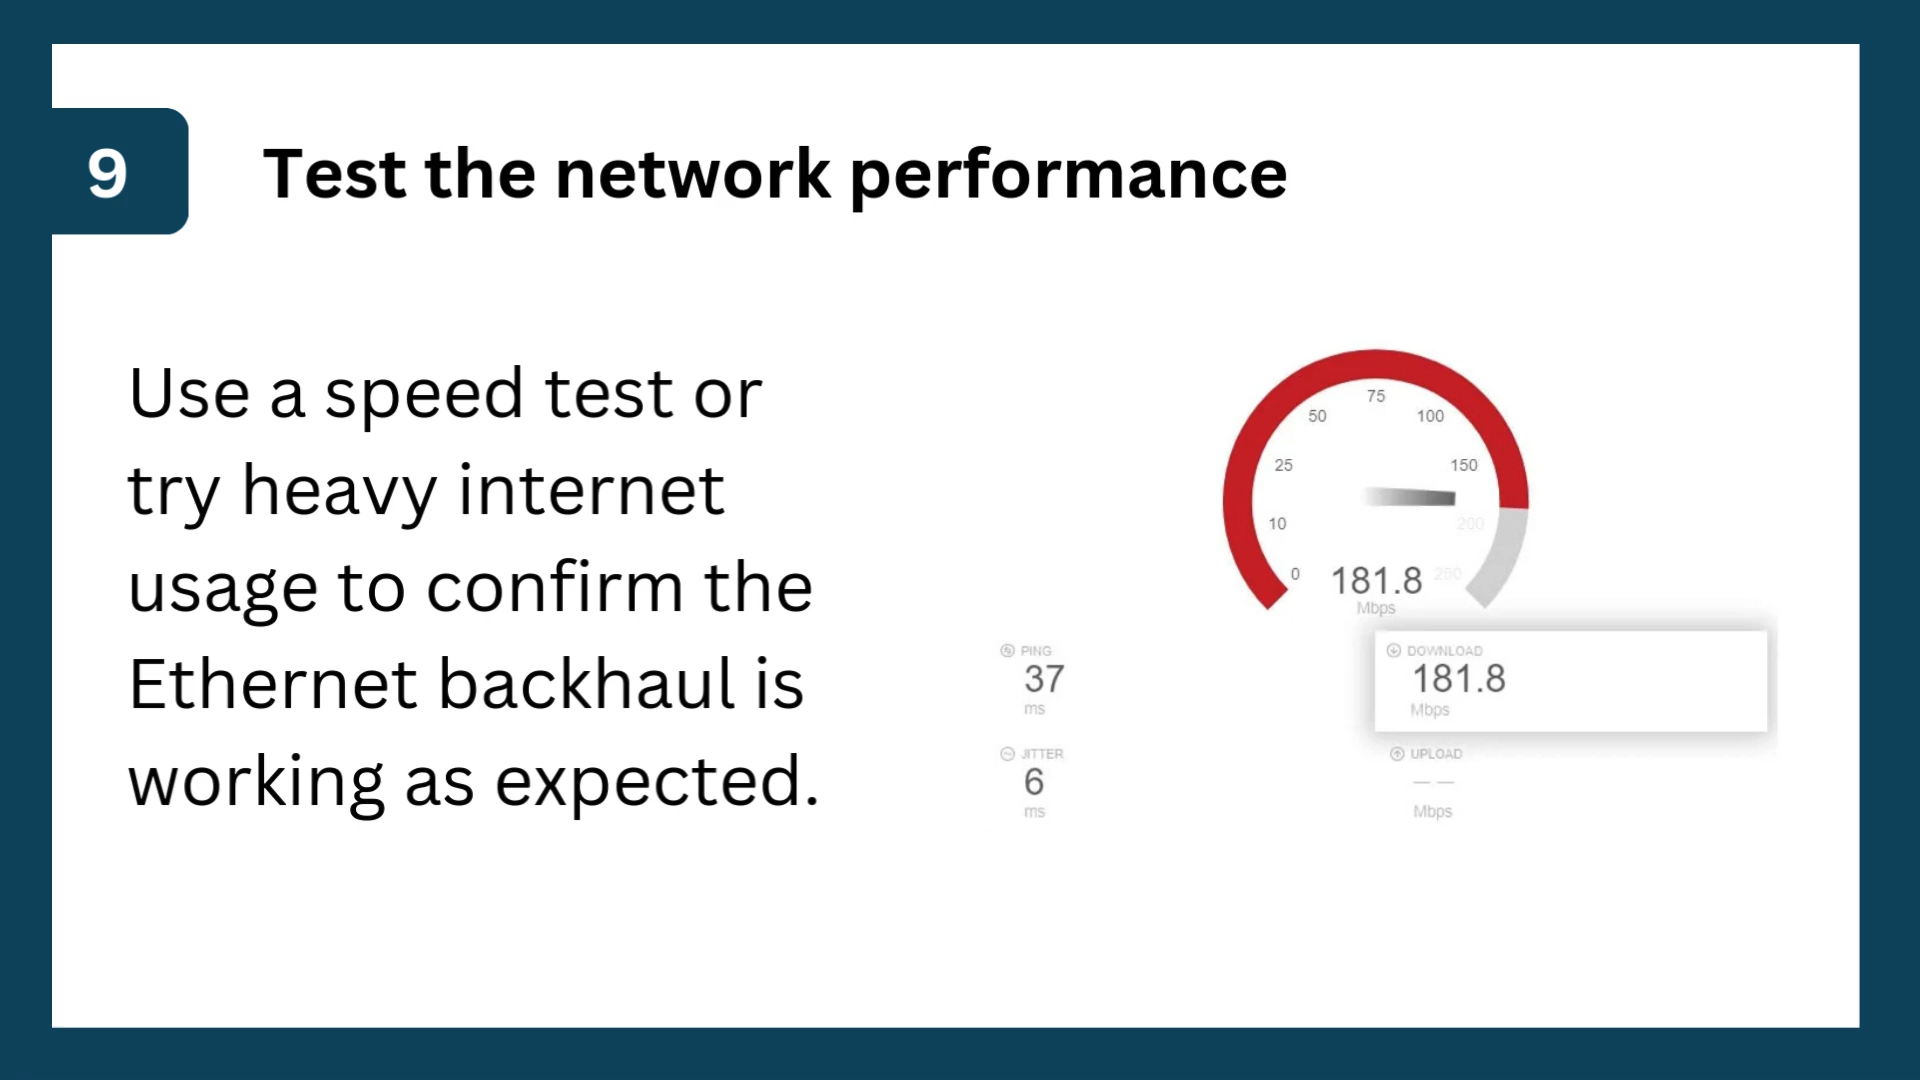 9
Test the network performance
Use a speed test or
try heavy internet
usage to confirm the
Ethernet backhaul is
working as expected.
75
50
100
25
150
10
200
0
181.8
250
Mbps
PING
37
ms
DOWNLOAD
181.8
Mbps
JITTER
6
ms
UPLOAD
— —
Mbps